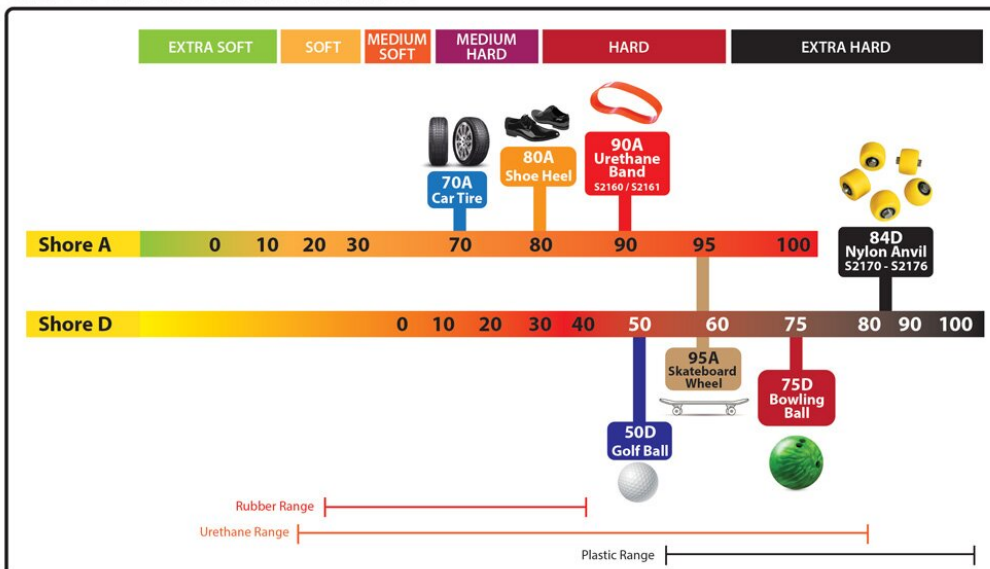 EXTRA SOFT
SOFT
MEDIUM
SOFT
MEDIUM
HARD
HARD
EXTRA HARD
70A
Car Tire
80A
Shoe Heel
90A
Urethane
Band
S2160 / S2161
84D
Nylon Anvil
S2170 - S2176
Shore A 0 10 20 30 70 80 90 95 100
Shore D 0 10 20 30 40 50 60 75 80 90 100
95A
Skateboard
Wheel
75D
Bowling
Ball
50D
Golf Ball
Rubber Range
Urethane Range
Plastic Range